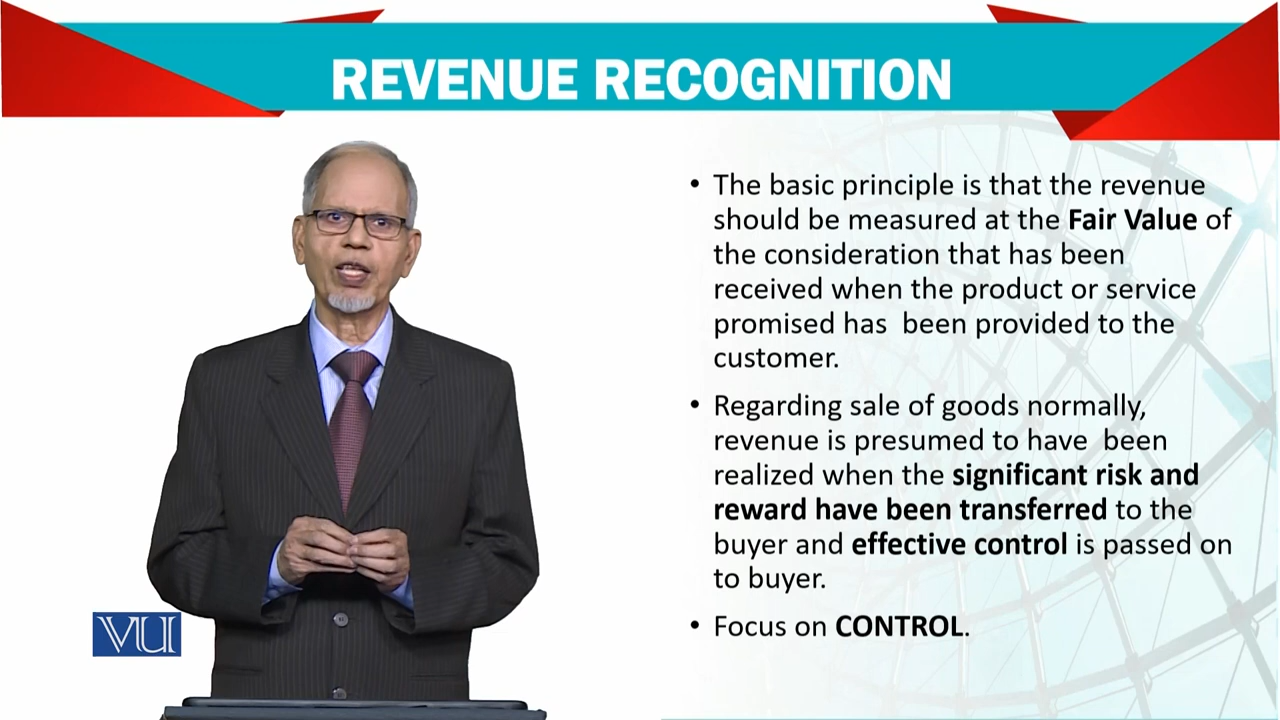 REVENUE RECOGNITION
• The basic principle is that the revenue
should be measured at the Fair Value of
the consideration that has been
received when the product or service
promised has  been provided to the
customer.
• Regarding sale of goods normally,
revenue is presumed to have  been
realized when the significant risk and
reward have been transferred to the
buyer and effective control is passed on
to buyer.
• Focus on CONTROL.
VU